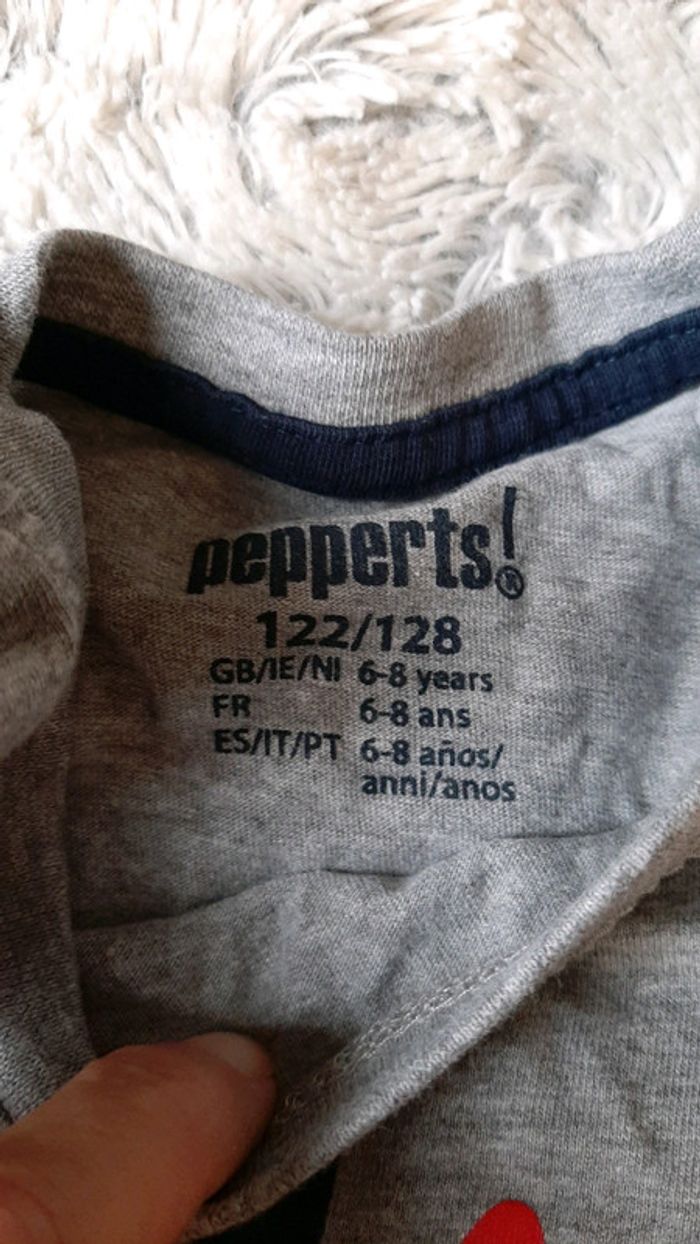 pepperts!®
122/128
GB/IE/NI 6-8 years
FR 6-8 ans
ES/IT/PT 6-8 años/
anni/anos